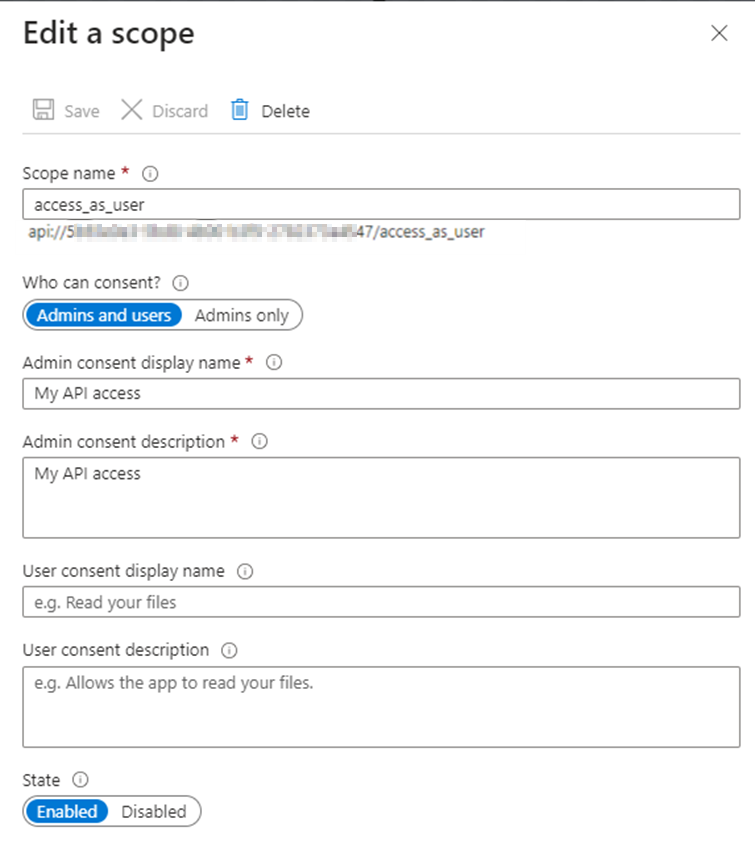 Edit a scope
Save Discard Delete
Scope name *
access_as_user
api://5 47/access_as_user
Who can consent?
Admins and users Admins only
Admin consent display name *
My API access
Admin consent description *
My API access
User consent display name
e.g. Read your files
User consent description
e.g. Allows the app to read your files.
State
Enabled Disabled